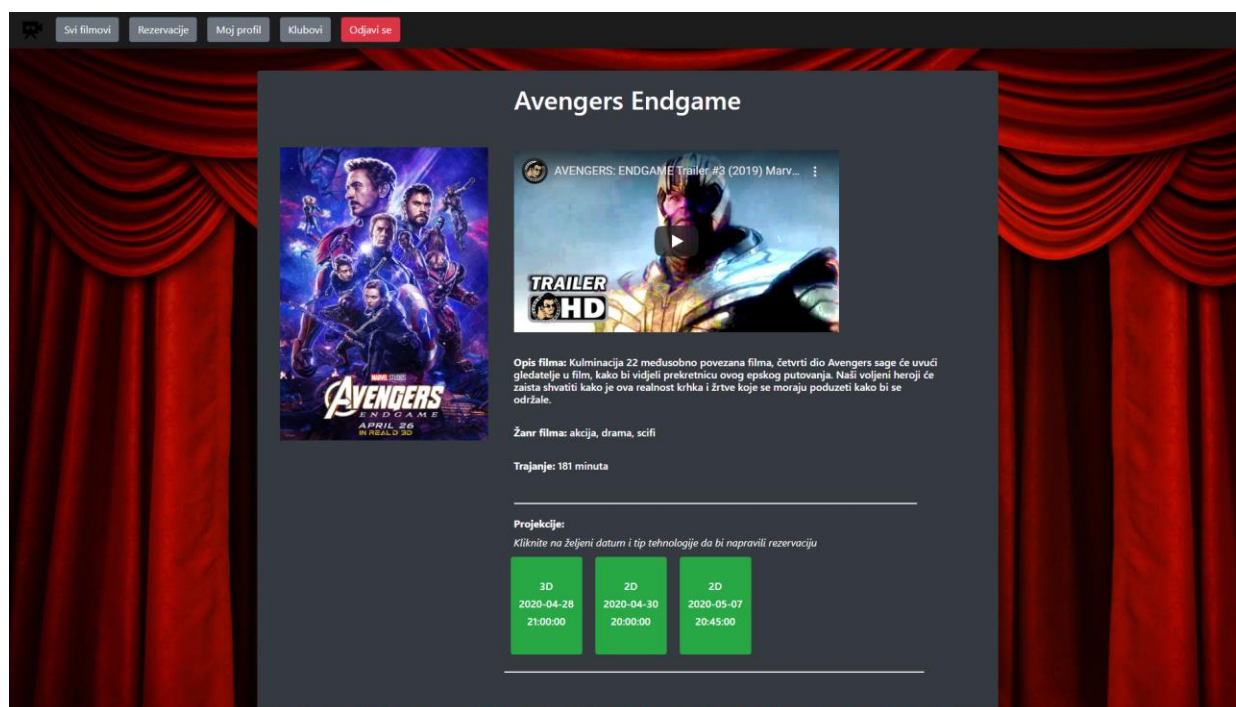 Svi filmovi Rezervacije Moj profil Klubovi Odjavi se
Avengers Endgame
AVENGERS: ENDGAME Trailer #3 (2019) Marv...
TRAILER
HD
MARVEL STUDIOS
AVENGERS
ENDGAME
APRIL 26
IN REAL D 3D
Opis filma: Kulminacija 22 međusobno povezana filma, četvrti dio Avengers sage će uvući
gledatelje u film, kako bi vidjeli prekretnicu ovog epskog putovanja. Naši voljeni heroji će
zaista shvatiti kako je ova realnost krhka i žrtve koje se moraju poduzeti kako bi se
održale.
Žanr filma: akcija, drama, scifi
Trajanje: 181 minuta
Projekcije:
Kliknite na željeni datum i tip tehnologije da bi napravili rezervaciju
3D
2020-04-28
21:00:00
2D
2020-04-30
20:00:00
2D
2020-05-07
20:45:00